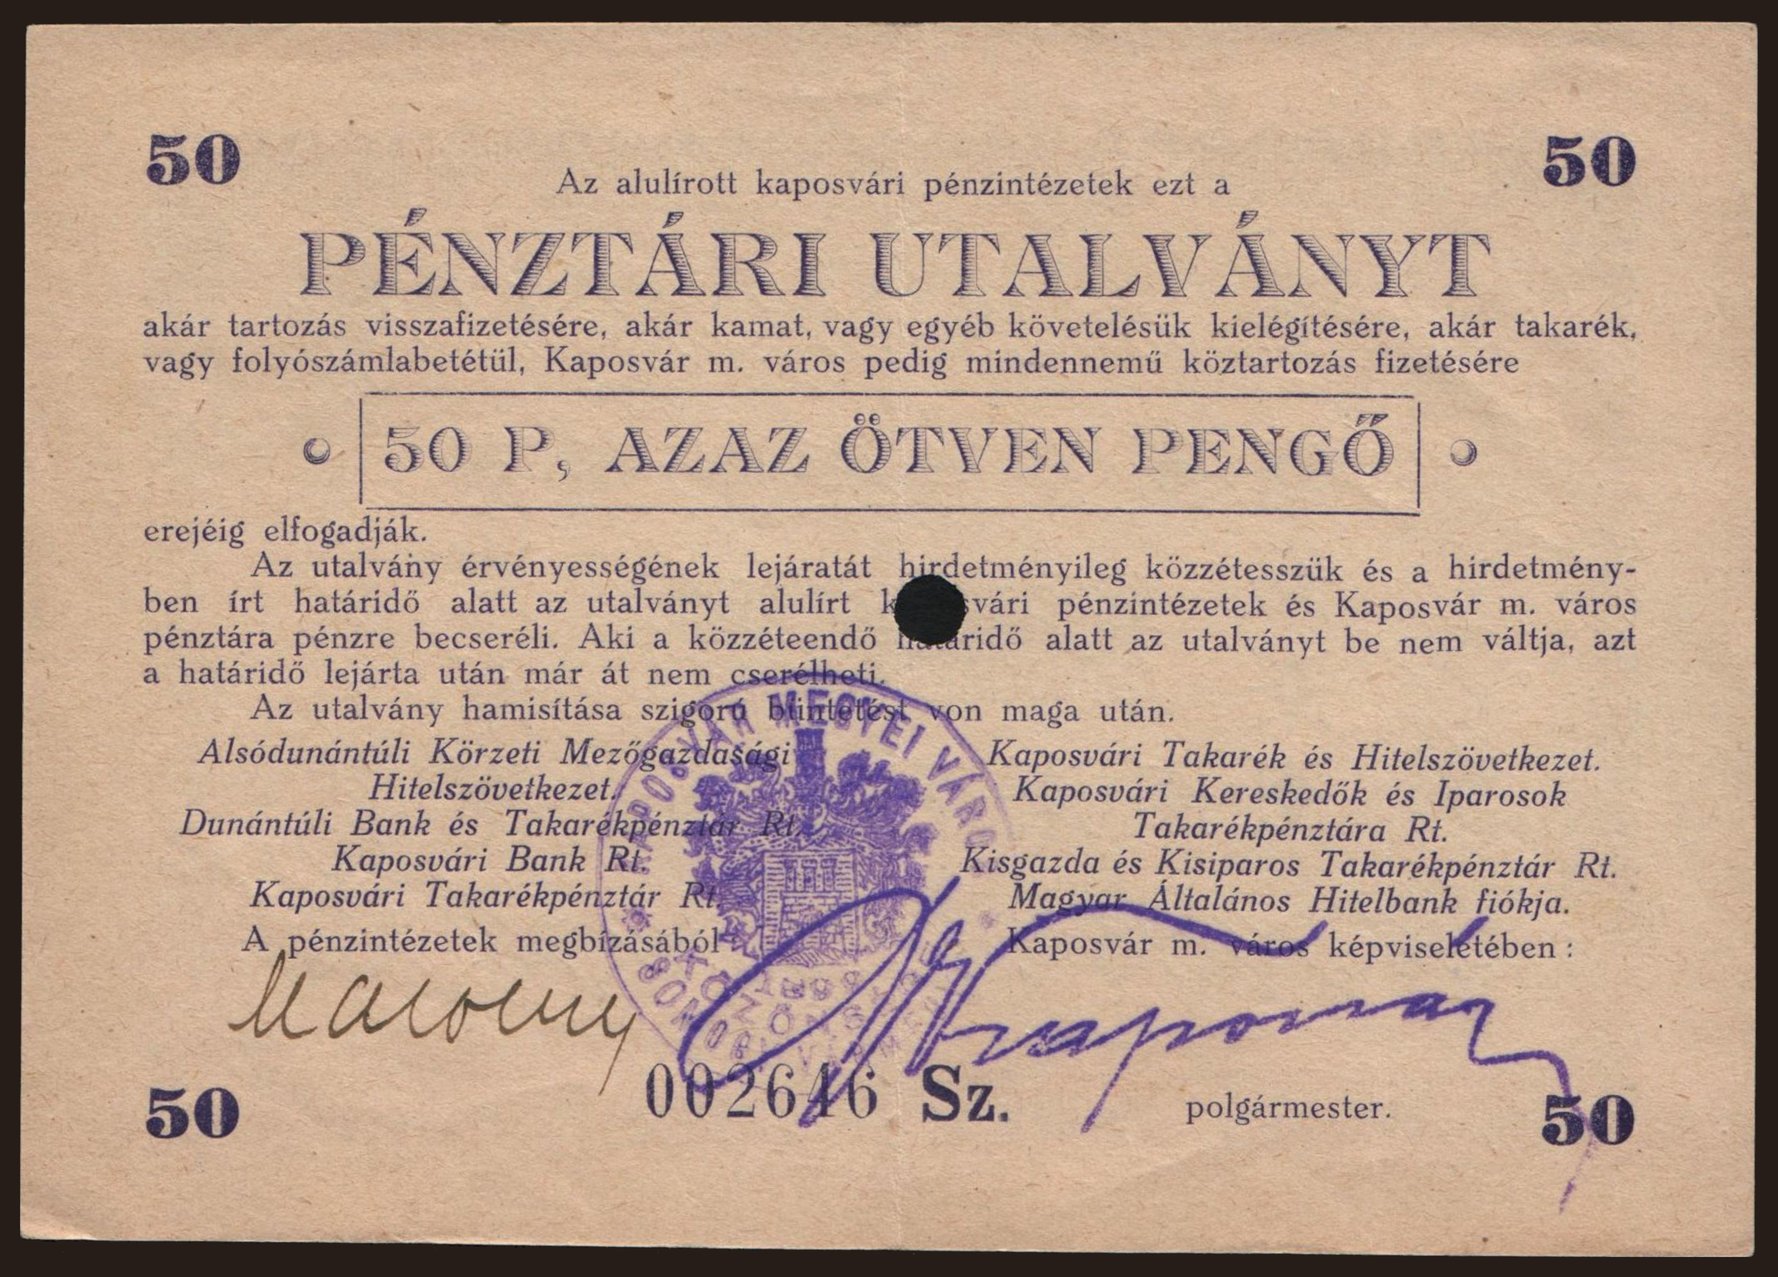 50 50
Az alulírott kaposvári pénzintézetek ezt a
PÉNZTÁRI UTALVÁNYT
akár tartozás visszafizetésére, akár kamat, vagy egyéb követelésük kielégítésére, akár takarék,
vagy folyószámlabetétül, Kaposvár m. város pedig mindennemű köztartozás fizetésére
50 P, AZAZ ÖTVEN PENGŐ
erejéig elfogadják.
Az utalvány érvényességének lejáratát hirdetményileg közzétesszük és a hirdetmény-
ben írt határidő alatt az utalványt alulírt svári pénzintézetek és Kaposvár m. város
pénztára pénzre becseréli. Aki a közzéteendő határidő alatt az utalványt be nem váltja, azt
a határidő lejárta után már át nem cserélheti.
Az utalvány hamisítása szigorú büntetést von maga után.
Alsódunántúli Körzeti Mezőgazdasági
Hitelszövetkezet.
Dunántúli Bank és Takarékpénztár Rt.
Kaposvári Bank Rt.
Kaposvári Takarékpénztár Rt.
A pénzintézetek megbízásából
Kaposvári Takarék és Hitelszövetkezet.
Kaposvári Kereskedők és Iparosok
Takarékpénztára Rt.
Kisgazda és Kisiparos Takarékpénztár Rt.
Magyar Általános Hitelbank fiókja.
Kaposvár m. város képviseletében :
KAPOSVÁR MEGYEI VÁROS
002646 Sz.
polgármester.
50 50